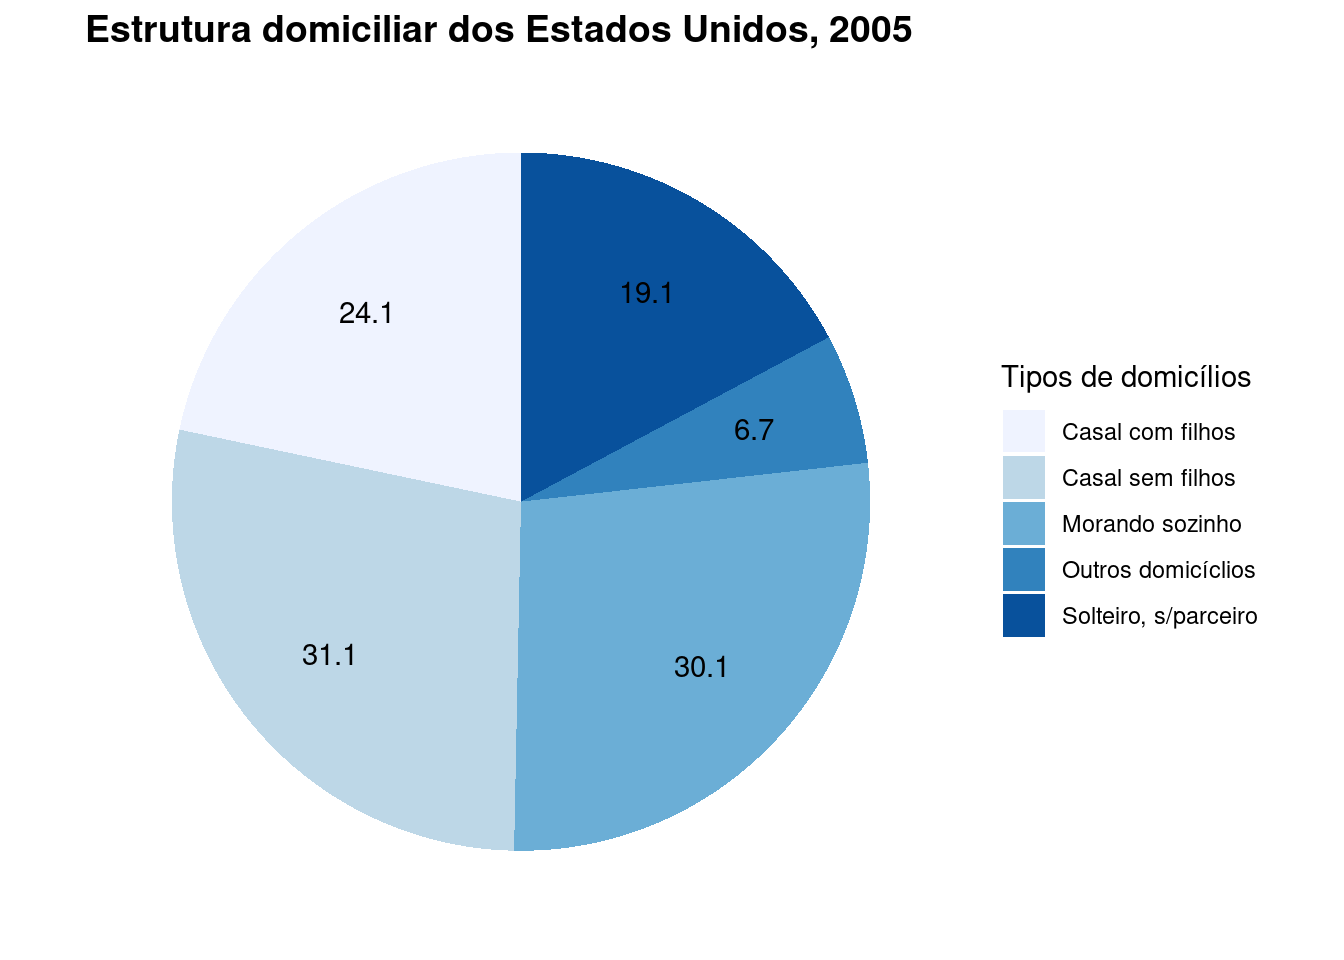 Estrutura domiciliar dos Estados Unidos, 2005
19.1
24.1
6.7
31.1
30.1
Tipos de domicílios
Casal com filhos
Casal sem filhos
Morando sozinho
Outros domicíclios
Solteiro, s/parceiro